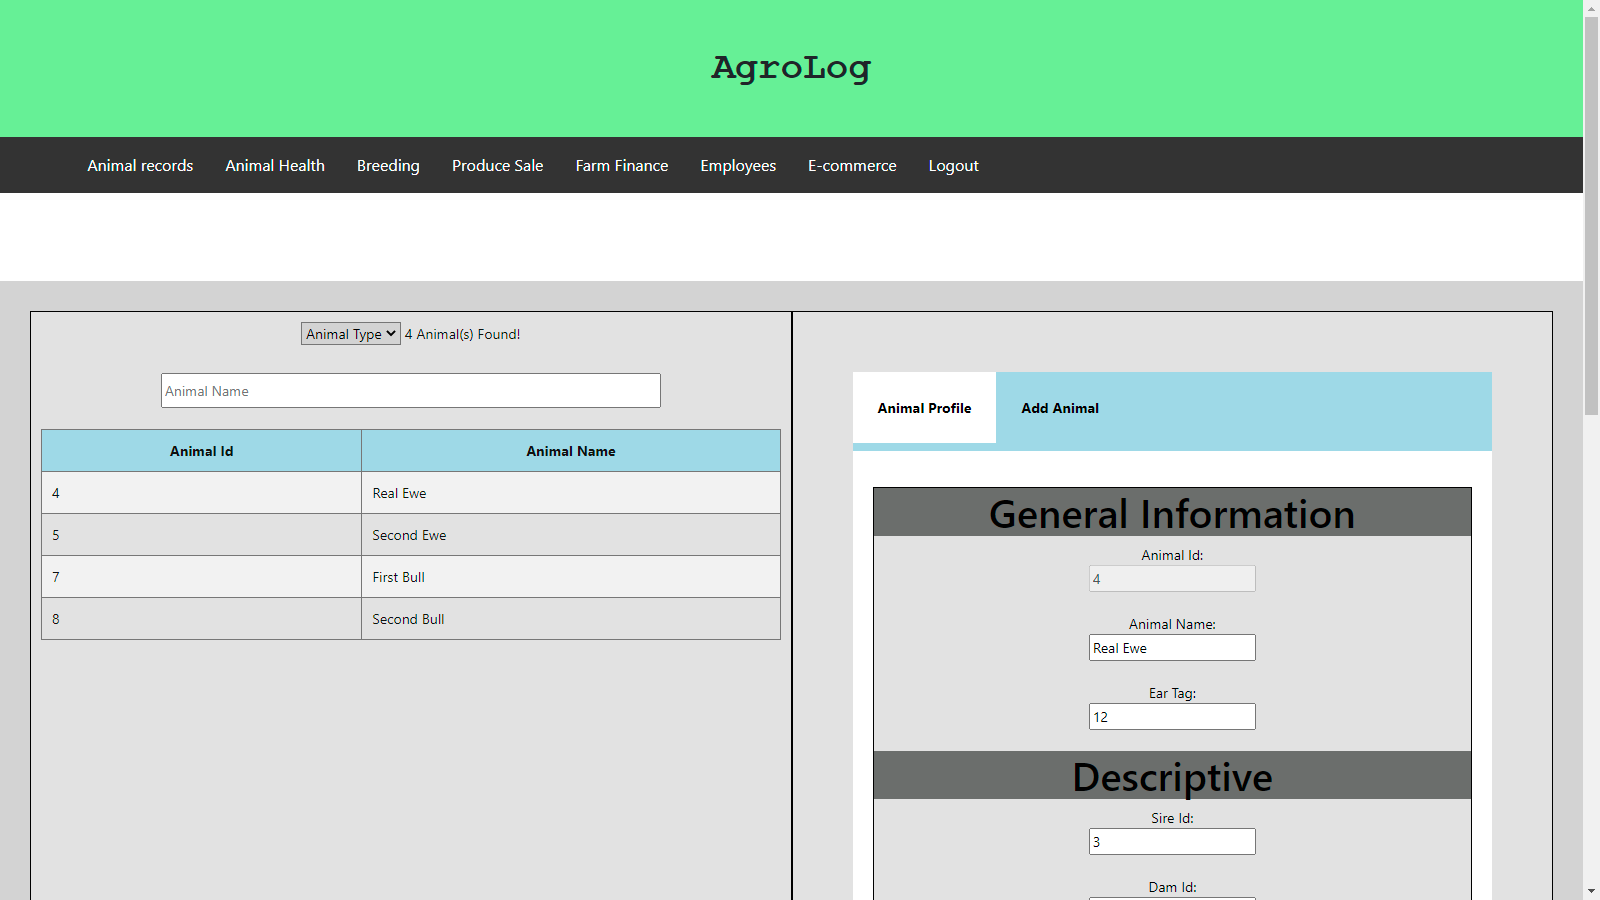 AgroLog
Animal records Animal Health Breeding Produce Sale Farm Finance Employees E-commerce Logout
Animal Type 4 Animal(s) Found!
Animal Name
Animal Id Animal Name
4 Real Ewe
5 Second Ewe
7 First Bull
8 Second Bull
Animal Profile Add Animal
General Information
Animal Id:
4
Animal Name:
Real Ewe
Ear Tag:
12
Descriptive
Sire Id:
3
Dam Id: